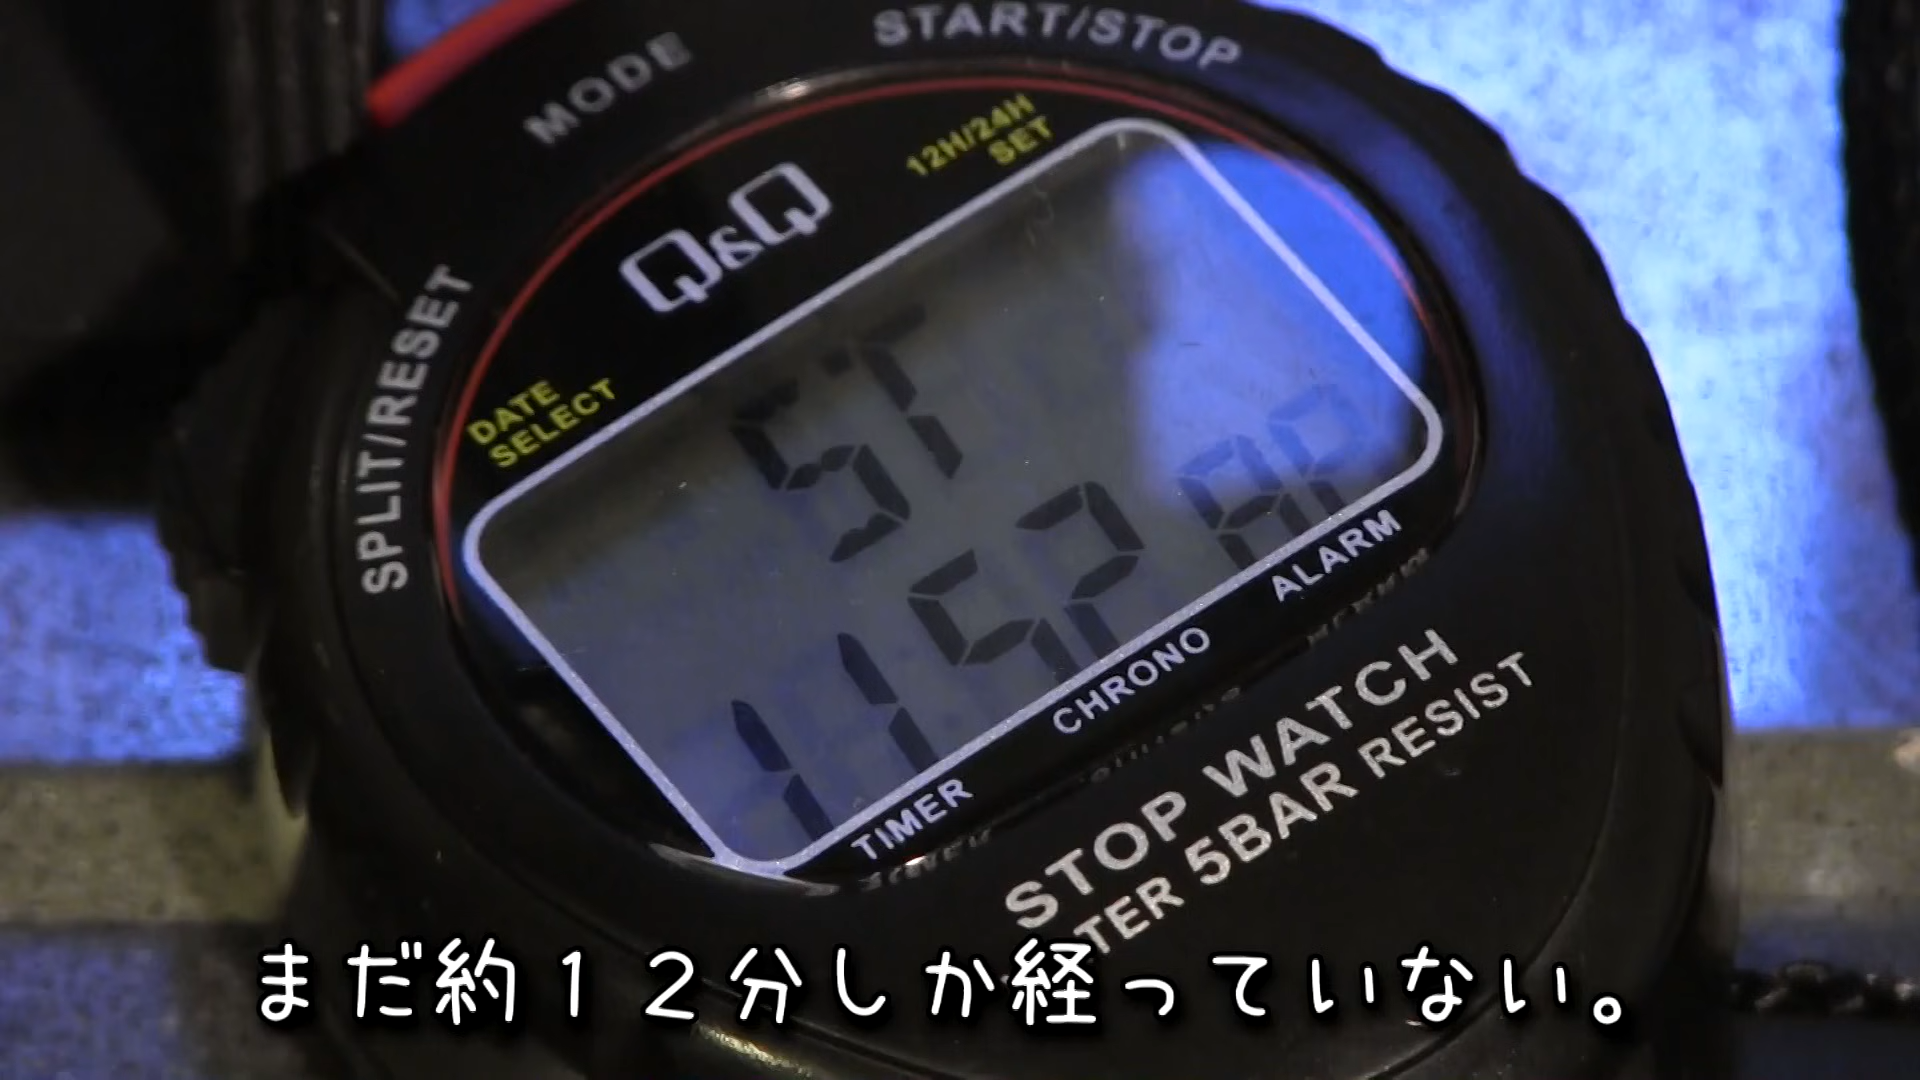 MODE
START/STOP
12H/24H
SET
Q&Q
SPLIT/RESET
DATE
SELECT
ST
TIMER
CHRONO
ALARM
STOP WATCH
5BAR RESIST
まだ約１２分しか経っていない。